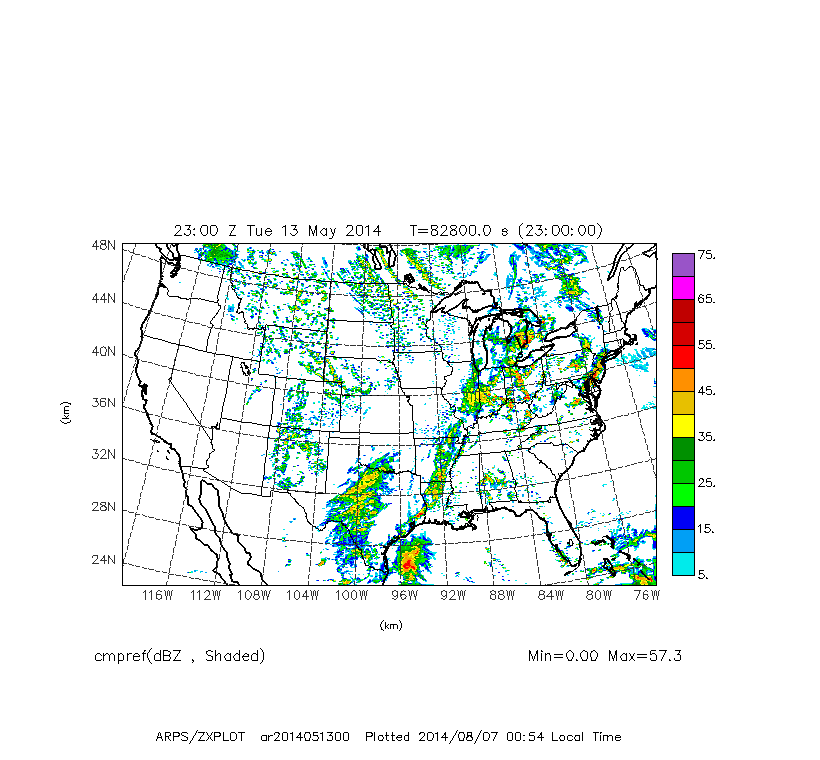 23:00 Z Tue 13 May 2014 T=82800.0 s (23:00:00)
48N
44N
40N
36N
32N
28N
24N
(km)
116W 112W 108W 104W 100W 96W 92W 88W 84W 80W 76W
(km)
75.
65.
55.
45.
35.
25.
15.
5.
cmpref(dBZ , Shaded) Min=0.00 Max=57.3
ARPS/ZXPLOT ar2014051300 Plotted 2014/08/07 00:54 Local Time